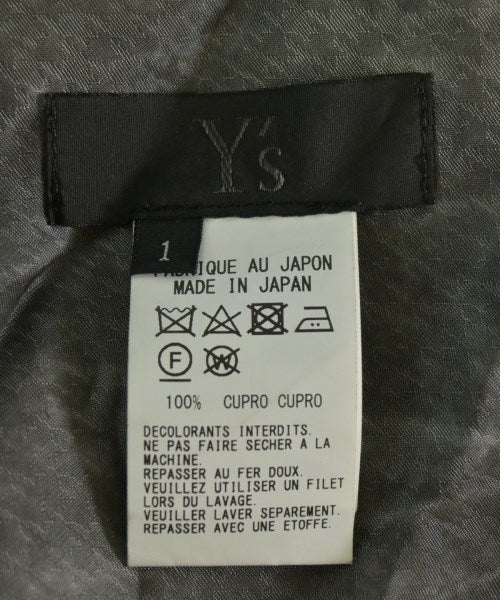 Y's
1
FABRIQUE AU JAPON
MADE IN JAPAN
F W
100% CUPRO CUPRO
DECOLORANTS INTERDITS.
NE PAS FAIRE SECHER A LA
MACHINE.
REPASSER AU FER DOUX.
VEUILLEZ UTILISER UN FILET
LORS DU LAVAGE.
VEUILLER LAVER SEPAREMENT.
REPASSER AVEC UNE ETOFFE.